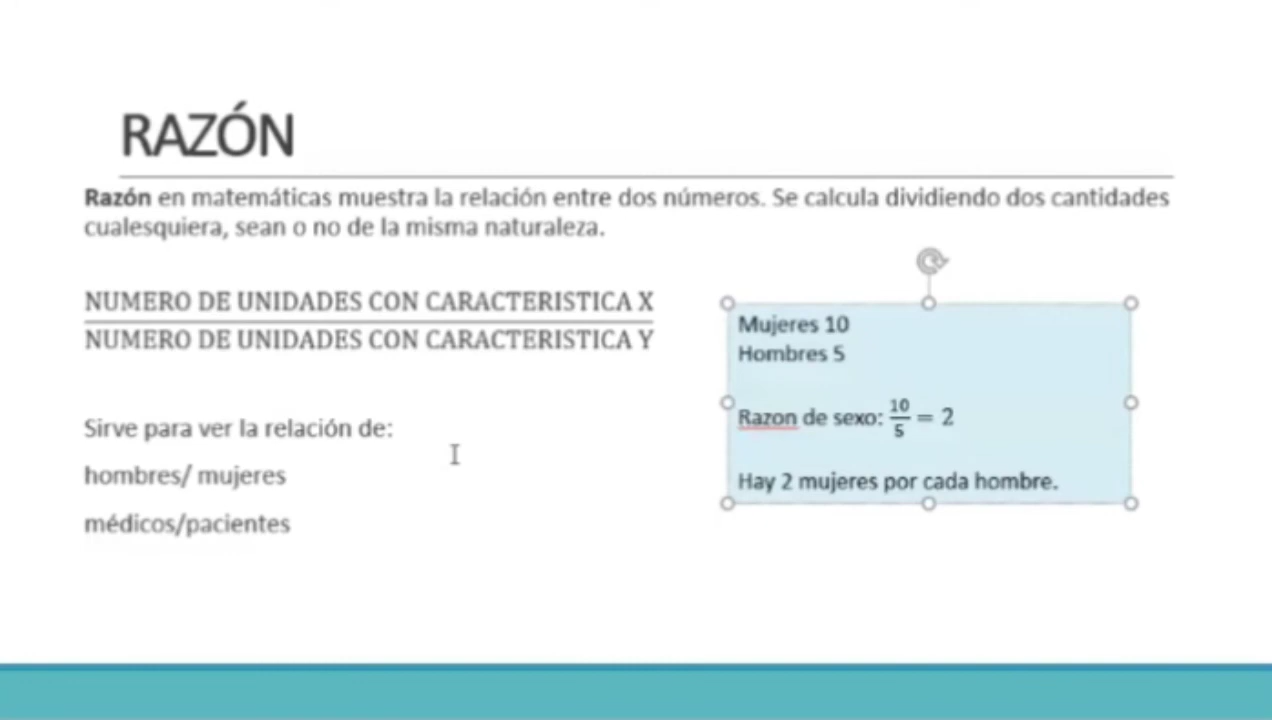 RAZÓN
Razón en matemáticas muestra la relación entre dos números. Se calcula dividiendo dos cantidades
cualesquiera, sean o no de la misma naturaleza.
NUMERO DE UNIDADES CON CARACTERISTICA X
NUMERO DE UNIDADES CON CARACTERISTICA Y
Sirve para ver la relación de:
hombres/ mujeres
médicos/pacientes
Mujeres 10
Hombres 5
Razon de sexo: 10/5 = 2
Hay 2 mujeres por cada hombre.